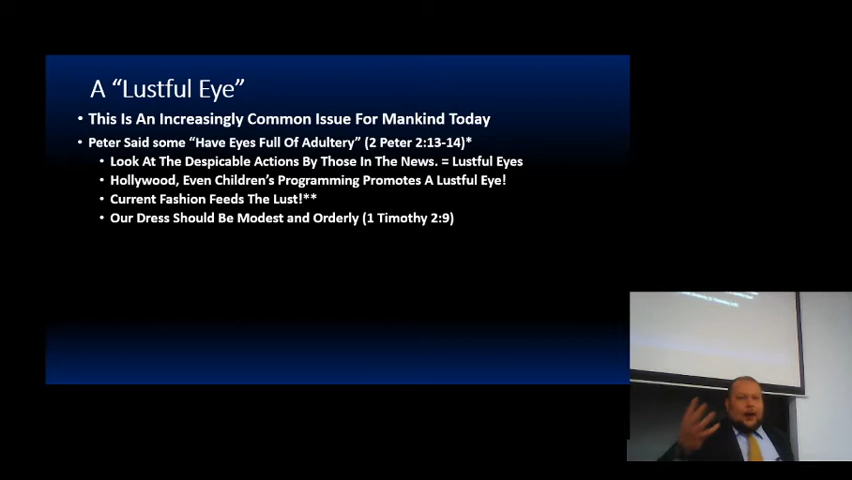 A “Lustful Eye”
• This Is An Increasingly Common Issue For Mankind Today
• Peter Said some “Have Eyes Full Of Adultery” (2 Peter 2:13-14)*
• Look At The Despicable Actions By Those In The News. = Lustful Eyes
• Hollywood, Even Children’s Programming Promotes A Lustful Eye!
• Current Fashion Feeds The Lust!**
• Our Dress Should Be Modest and Orderly (1 Timothy 2:9)